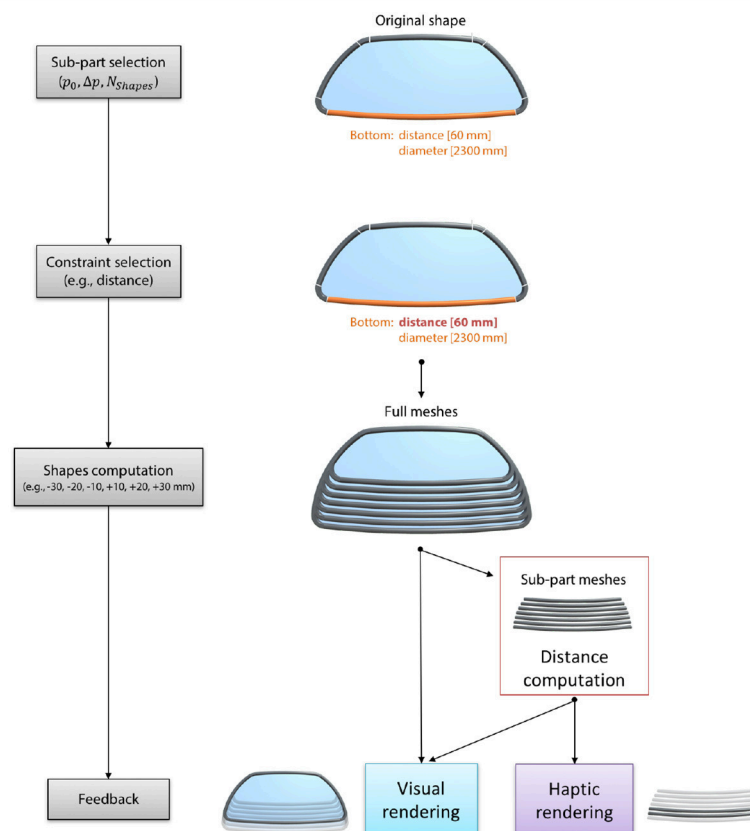 Original shape
Sub-part selection
(p₀, Δp, N_Shapes)
Bottom: distance [60 mm]
diameter [2300 mm]
Constraint selection
(e.g., distance)
Bottom: distance [60 mm]
diameter [2300 mm]
Full meshes
Shapes computation
(e.g., -30, -20, -10, +10, +20, +30 mm)
Sub-part meshes
Distance
computation
Feedback
Visual
rendering
Haptic
rendering